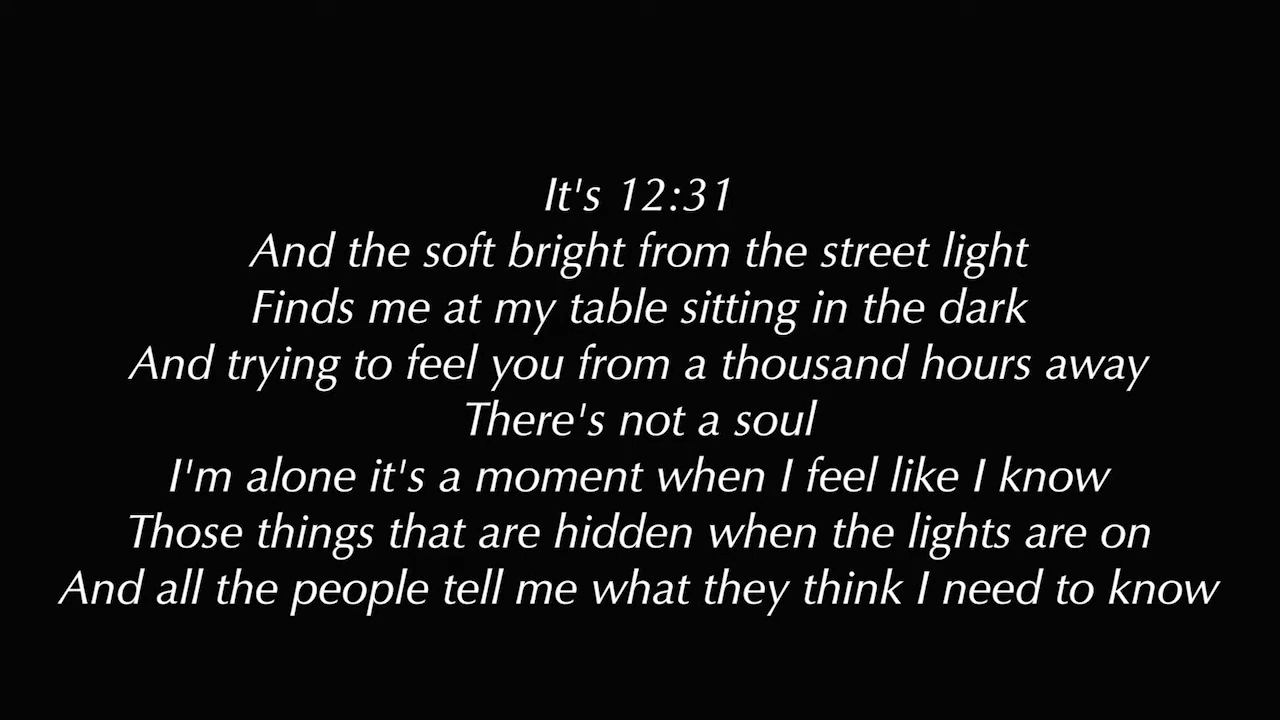 It's 12:31
And the soft bright from the street light
Finds me at my table sitting in the dark
And trying to feel you from a thousand hours away
There's not a soul
I'm alone it's a moment when I feel like I know
Those things that are hidden when the lights are on
And all the people tell me what they think I need to know